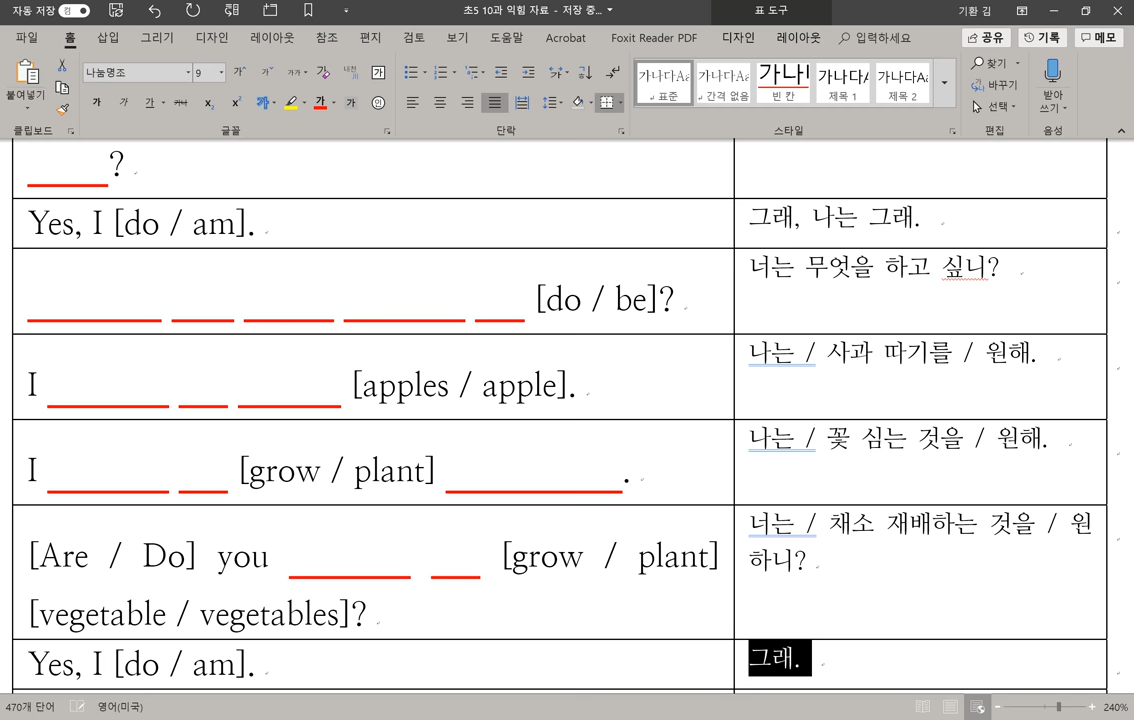 자동 저장 켬 초5 10과 익힘 자료 - 저장 중... 표 도구 기환 김
파일 홈 삽입 그리기 디자인 레이아웃 참조 편지 검토 보기 도움말 Acrobat Foxit Reader PDF 디자인 레이아웃 입력하세요 공유 기록 메모
붙여넣기 나눔명조 9 가나다AaI 가나다Aa 가나ㅣ 가나다A 가나다Aa 찾기
표준 간격 없음 빈 칸 제목 1 제목 2 바꾸기 선택 받아쓰기
클립보드 글꼴 단락 스타일 편집 음성
?
Yes, I [do / am]. 그래, 나는 그래.
너는 무엇을 하고 싶니?
[do / be]?
나는 / 사과 따기를 / 원해.
I [apples / apple].
나는 / 꽃 심는 것을 / 원해.
I [grow / plant] .
너는 / 채소 재배하는 것을 / 원
하니?
[Are / Do] you [grow / plant]
[vegetable / vegetables]?
Yes, I [do / am]. 그래.
470개 단어 영어(미국) 240%